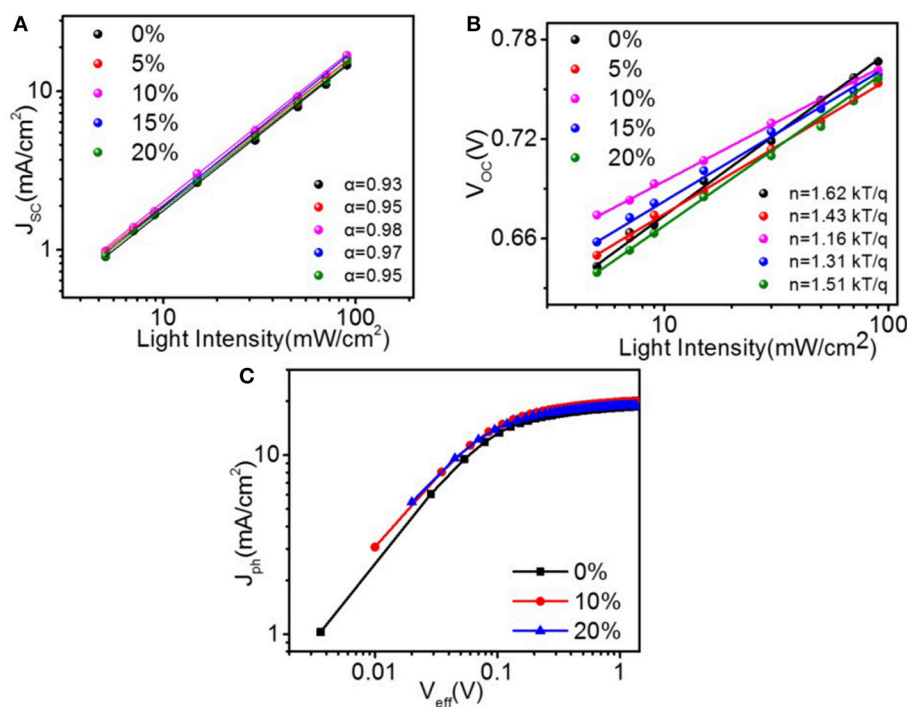 A
0%
5%
10%
15%
20%
10
1
α=0.93
α=0.95
α=0.98
α=0.97
α=0.95
10
100
J_SC(mA/cm²)
Light Intensity(mW/cm²)
B
0.78
0.72
0.66
0%
5%
10%
15%
20%
n=1.62 kT/q
n=1.43 kT/q
n=1.16 kT/q
n=1.31 kT/q
n=1.51 kT/q
10
100
V_OC(V)
Light Intensity(mW/cm²)
C
10
1
0%
10%
20%
0.01
0.1
1
J_ph(mA/cm²)
V_eff(V)